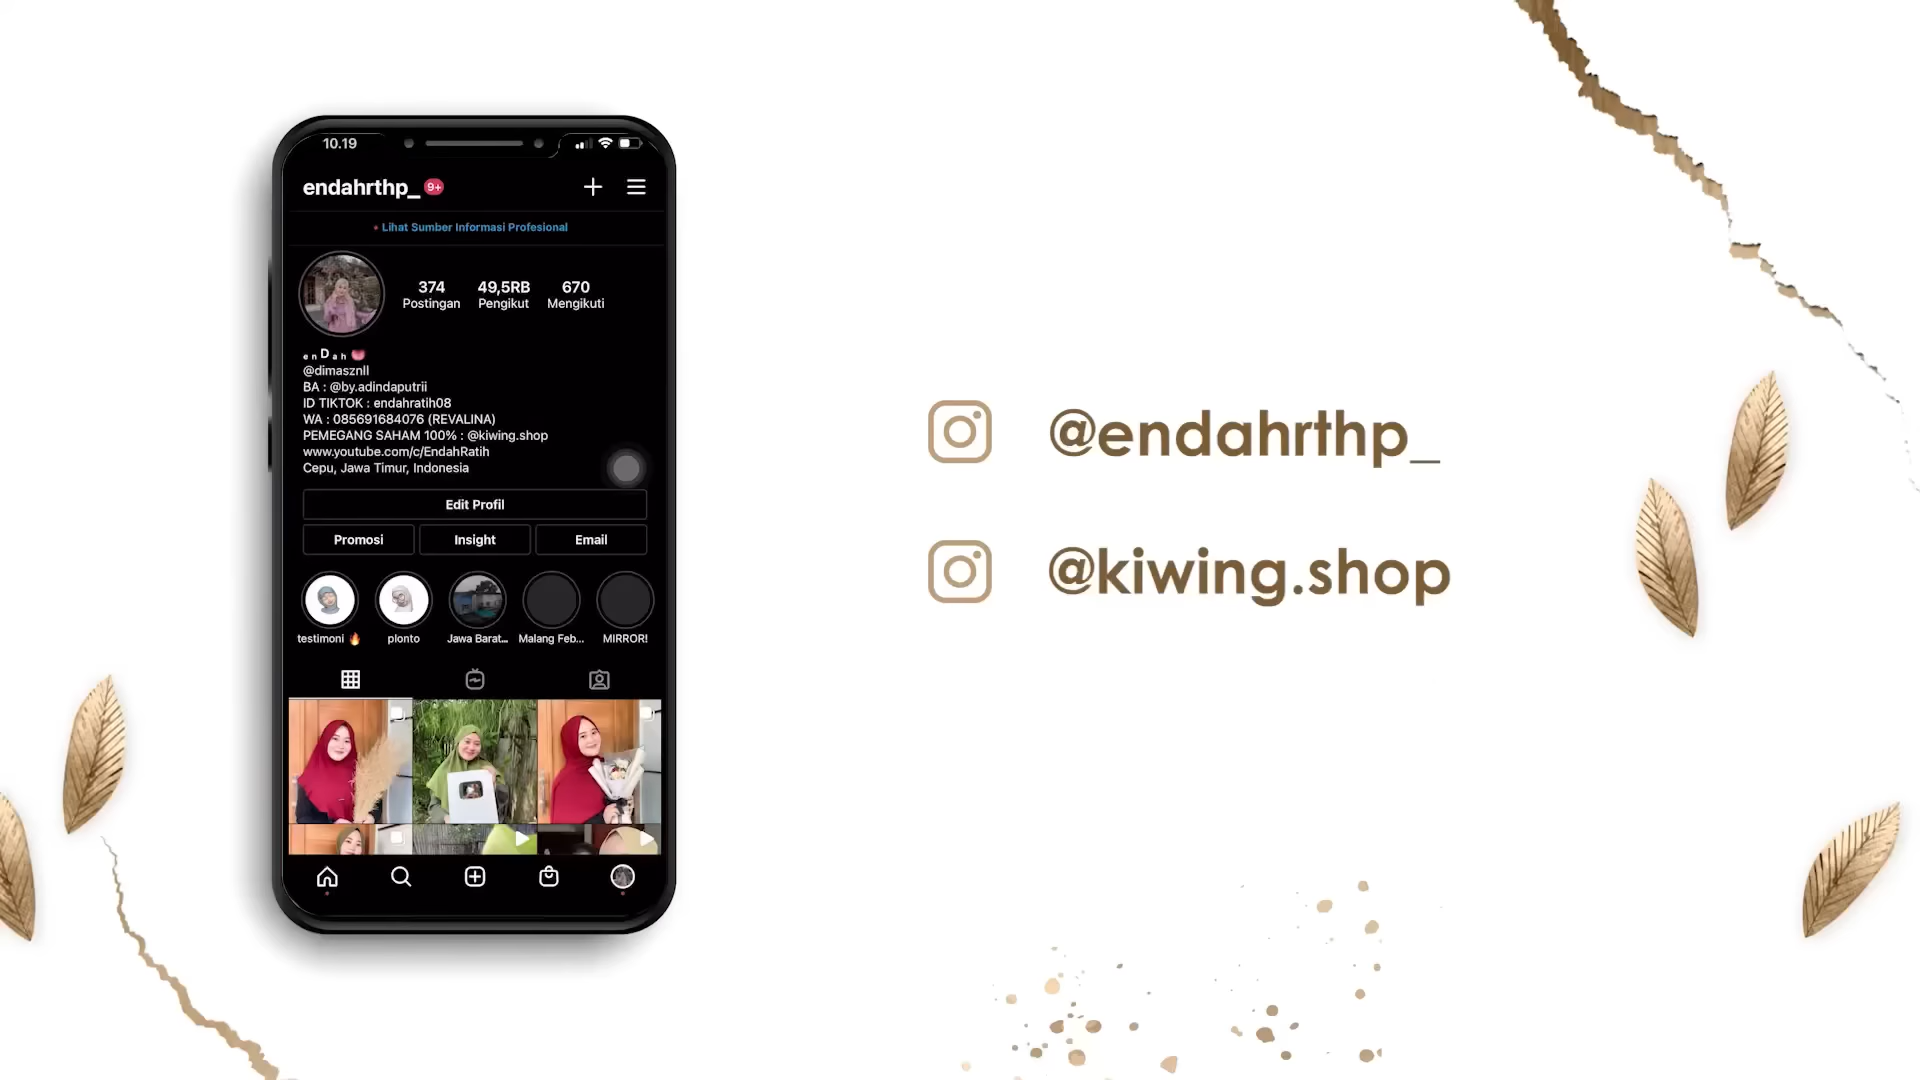 10.19
endahrthp_ 9+
Lihat Sumber Informasi Profesional
374 49,5RB 670
Postingan Pengikut Mengikuti
enDah
@dimasznll
BA : @by.adindaputrii
ID TIKTOK : endahratih08
WA : 085691684076 (REVALINA)
PEMEGANG SAHAM 100% : @kiwing.shop
www.youtube.com/c/EndahRatih
Cepu, Jawa Timur, Indonesia
Edit Profil
Promosi Insight Email
testimoni 🔥 plonto Jawa Barat... Malang Feb... MIRROR!
@endahrthp_
@kiwing.shop